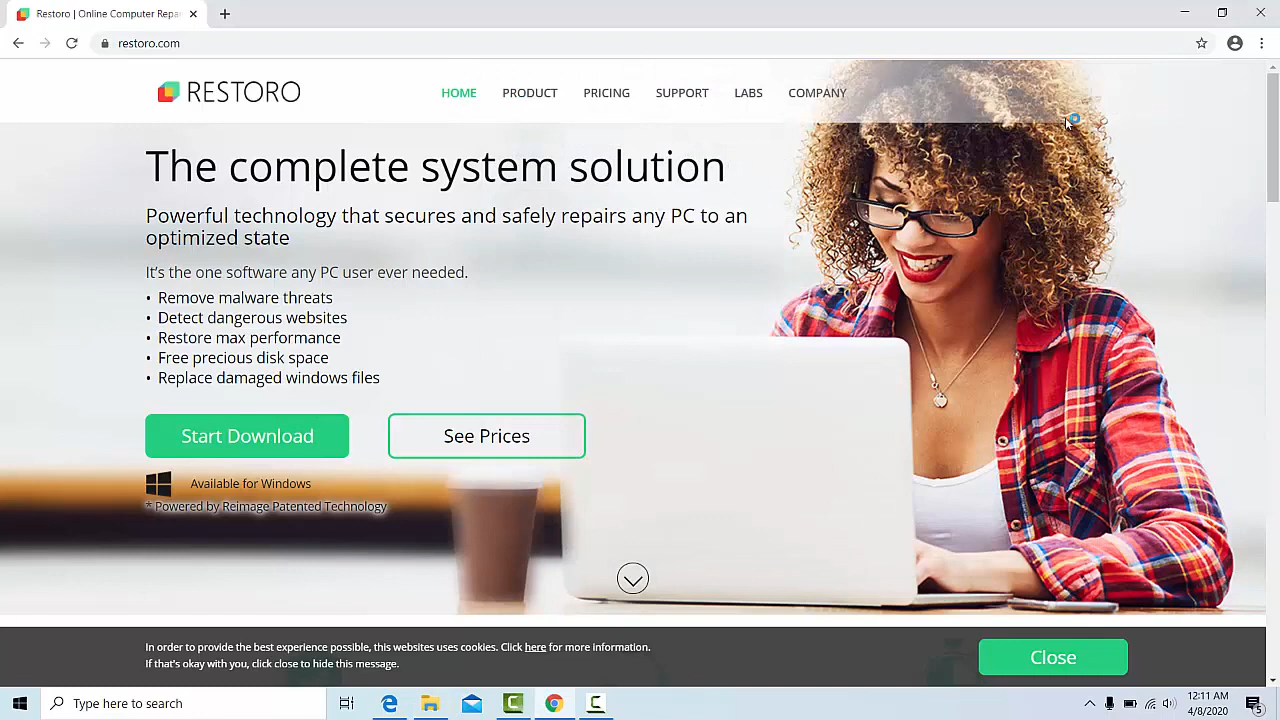 Restoro | Online Computer Repa
restoro.com
RESTORO
HOME PRODUCT PRICING SUPPORT LABS COMPANY
The complete system solution
Powerful technology that secures and safely repairs any PC to an
optimized state
It's the one software any PC user ever needed.
• Remove malware threats
• Detect dangerous websites
• Restore max performance
• Free precious disk space
• Replace damaged windows files
Start Download See Prices
Available for Windows
* Powered by Reimage Patented Technology
In order to provide the best experience possible, this websites uses cookies. Click here for more information.
If that's okay with you, click close to hide this message.
Close
Type here to search
12:11 AM
4/8/2020
5